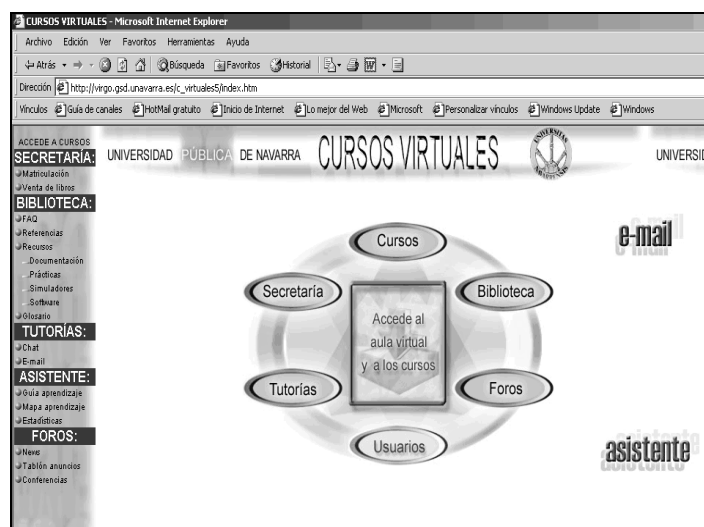 CURSOS VIRTUALES - Microsoft Internet Explorer
Archivo Edición Ver Favoritos Herramientas Ayuda
Atrás Búsqueda Favoritos Historial
Dirección http://virgo.gsd.unavarra.es/c_virtuales5/index.htm
Vínculos Guía de canales HotMail gratuito Inicio de Internet Lo mejor del Web Microsoft Personalizar vínculos Windows Update Windows
ACCEDE A CURSOS
SECRETARÍA:
Matriculación
Venta de libros
BIBLIOTECA:
FAQ
Referencias
Recursos
Documentación
Prácticas
Simuladores
Software
Glosario
TUTORÍAS:
Chat
E-mail
ASISTENTE:
Guia aprendizaje
Mapa aprendizaje
Estadísticas
FOROS:
News
Tablón anuncios
Conferencias
UNIVERSIDAD PÚBLICA DE NAVARRA CURSOS VIRTUALES UNIVERSID
Cursos
Secretaría
Biblioteca
Accede al
aula virtual
y a los cursos
Tutorías
Foros
Usuarios
e-mail
asistente